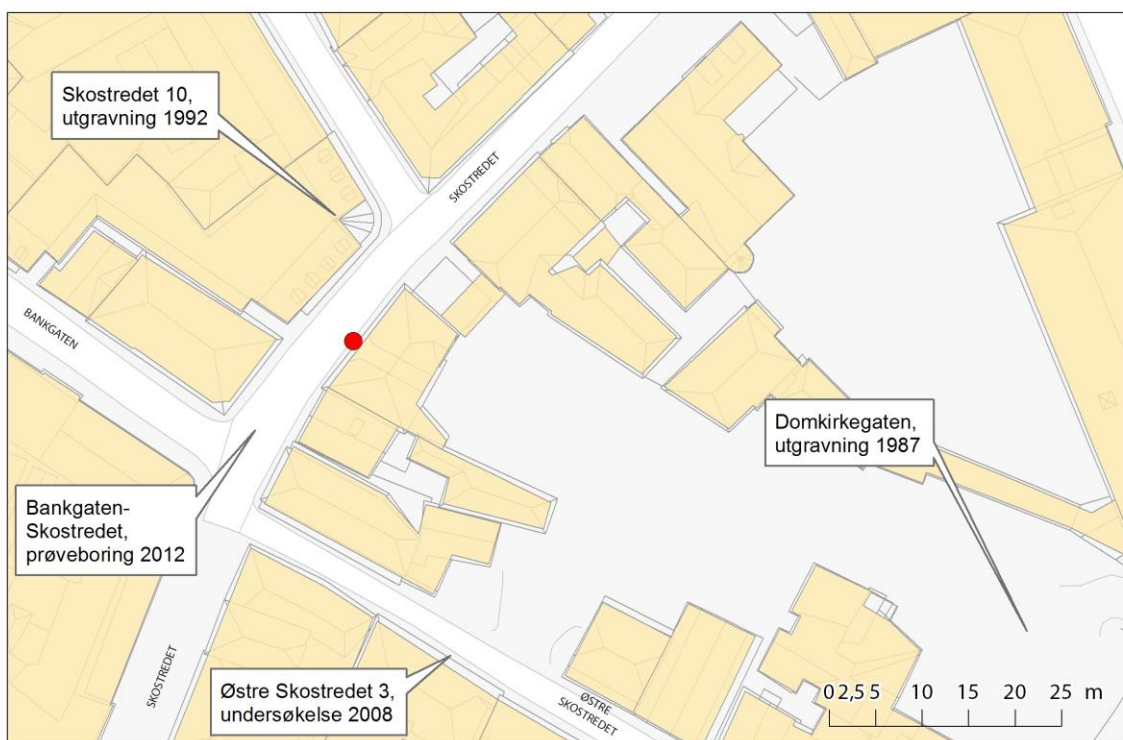 Skostredet 10,
utgravning 1992
SKOSTREDET
BANKGATEN
Domkirkegaten,
utgravning 1987
Bankgaten-
Skostredet,
prøveboring 2012
SKOSTREDET
Østre Skostredet 3,
undersøkelse 2008
ØSTRE
SKOSTREDET
0 2,5 5 10 15 20 25 m